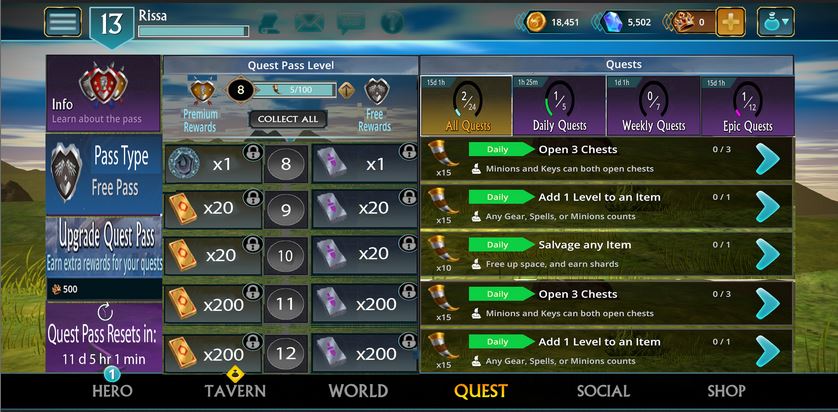 13
Rissa
18,451
5,502
0
Info
Learn about the pass
Pass Type
Free Pass
Upgrade Quest Pass
Earn extra rewards for your quests
500
Quest Pass Resets in:
11 d 5 hr 1 min
Quest Pass Level
8
5/100
Premium
Rewards
COLLECT ALL
Free
Rewards
x1
8
x1
x20
9
x20
x20
10
x20
x200
11
x200
x200
12
x200
Quests
15d 1h
2/24
All Quests
1h 25m
1/5
Daily Quests
1d 1h
0/7
Weekly Quests
15d 1h
1/12
Epic Quests
x15
Daily
Open 3 Chests
0 / 3
Minions and Keys can both open chests
x15
Daily
Add 1 Level to an Item
0 / 1
Any Gear, Spells, or Minions counts
x10
Daily
Salvage any Item
0 / 1
Free up space, and earn shards
x15
Daily
Open 3 Chests
0 / 3
Minions and Keys can both open chests
x15
Daily
Add 1 Level to an Item
0 / 1
Any Gear, Spells, or Minions counts
1
HERO
TAVERN
WORLD
QUEST
SOCIAL
SHOP